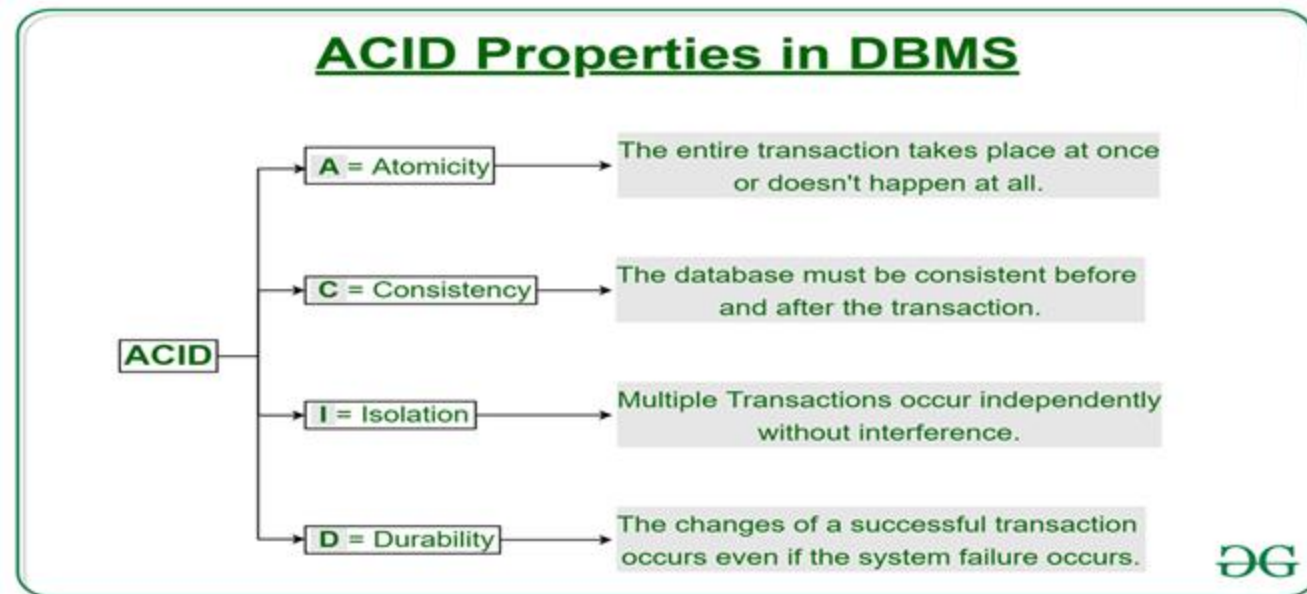 ACID Properties in DBMS
A = Atomicity
The entire transaction takes place at once
or doesn't happen at all.
C = Consistency
The database must be consistent before
and after the transaction.
ACID
I = Isolation
Multiple Transactions occur independently
without interference.
D = Durability
The changes of a successful transaction
occurs even if the system failure occurs.